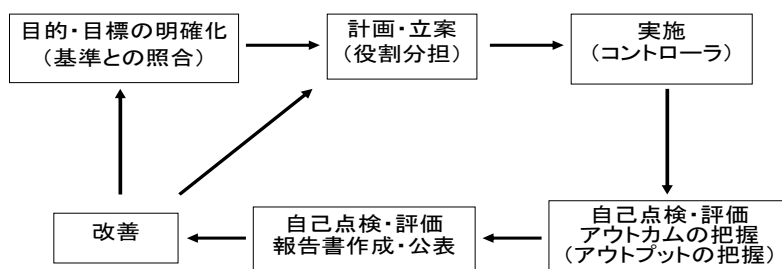 目的・目標の明確化
(基準との照合)
計画・立案
(役割分担)
実施
(コントローラ)
自己点検・評価
アウトカムの把握
(アウトプットの把握)
自己点検・評価
報告書作成・公表
改善